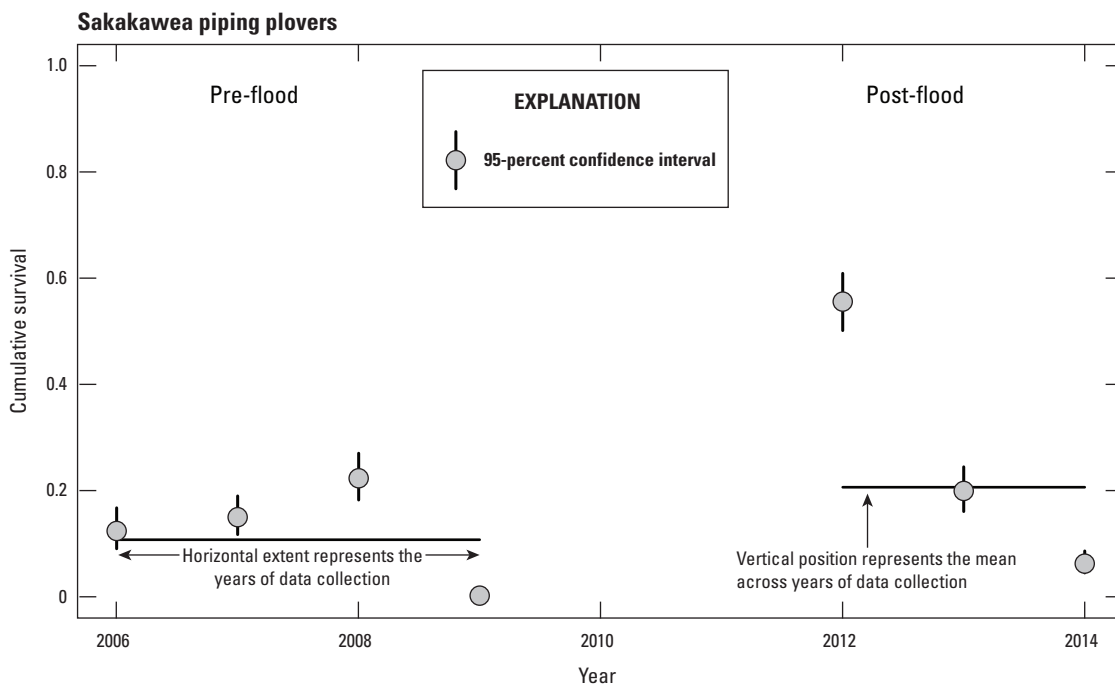 Sakakawea piping plovers
1.0
0.8
0.6
0.4
0.2
0
Cumulative survival
Pre-flood
Post-flood
EXPLANATION
95-percent confidence interval
Horizontal extent represents the
years of data collection
Vertical position represents the mean
across years of data collection
2006
2008
2010
2012
2014
Year